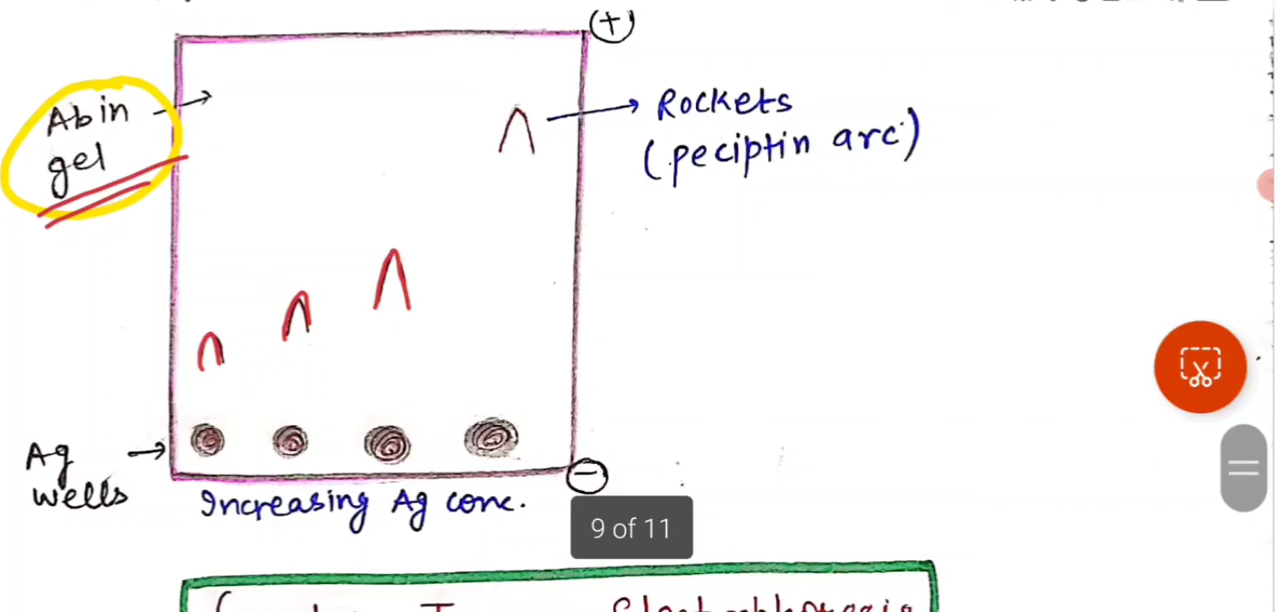 (+)
Ab in
gel
Rockets
(peciptin arc)
Ag
wells
(−)
Increasing Ag conc.
9 of 11